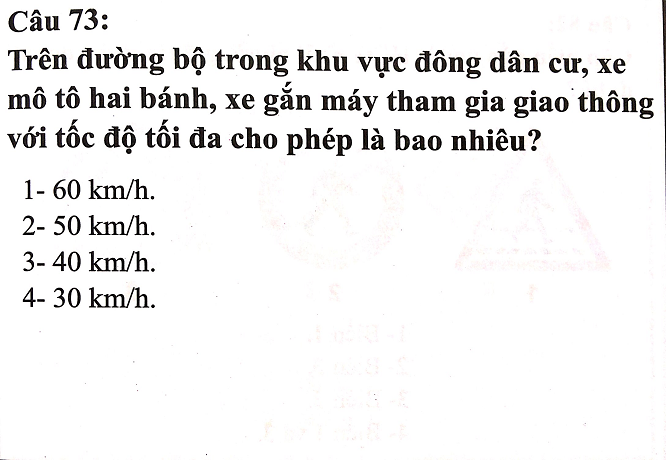 Câu 73:
Trên đường bộ trong khu vực đông dân cư, xe
mô tô hai bánh, xe gắn máy tham gia giao thông
với tốc độ tối đa cho phép là bao nhiêu?
1- 60 km/h.
2- 50 km/h.
3- 40 km/h.
4- 30 km/h.